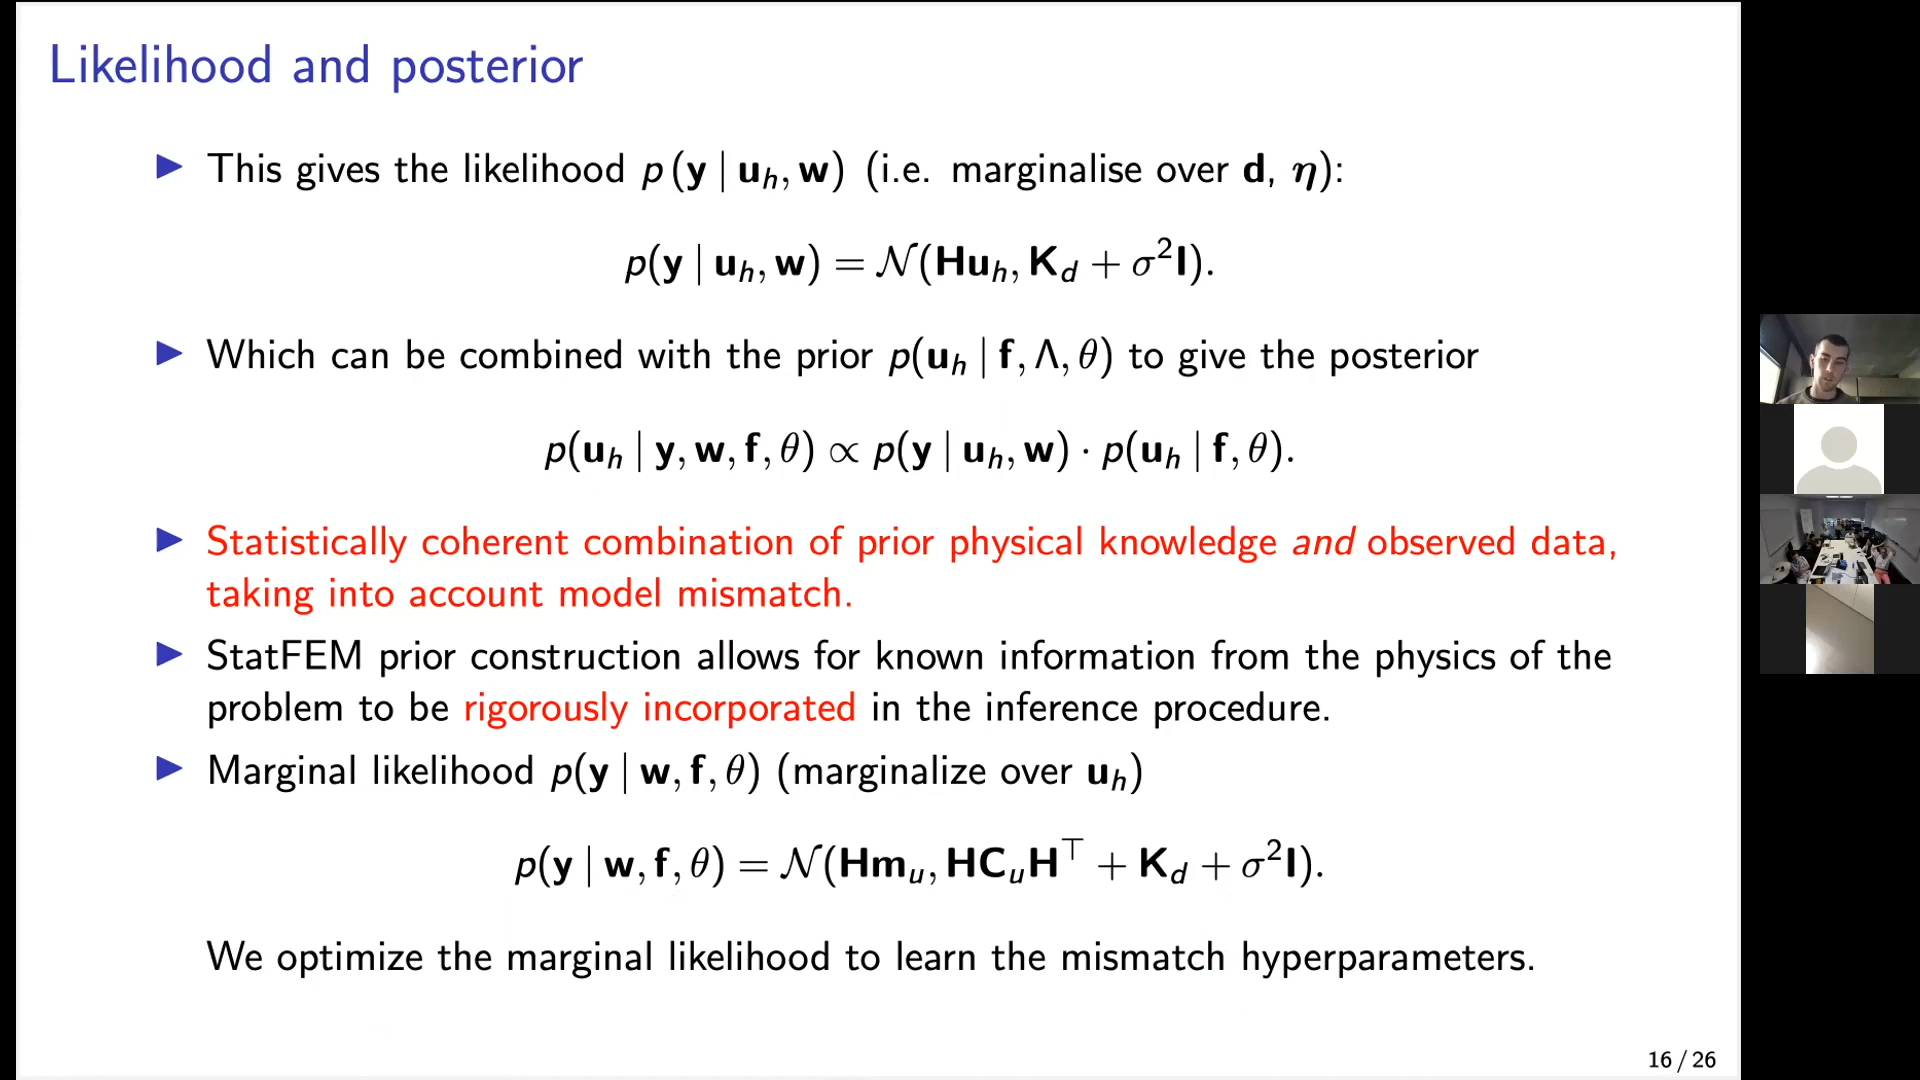 Likelihood and posterior
▶ This gives the likelihood p(y | u_h, w) (i.e. marginalise over d, η):
p(y | u_h, w) = 𝒩(Hu_h, K_d + σ²I).
▶ Which can be combined with the prior p(u_h | f, Λ, θ) to give the posterior
p(u_h | y, w, f, θ) ∝ p(y | u_h, w) · p(u_h | f, θ).
▶ Statistically coherent combination of prior physical knowledge and observed data,
taking into account model mismatch.
▶ StatFEM prior construction allows for known information from the physics of the
problem to be rigorously incorporated in the inference procedure.
▶ Marginal likelihood p(y | w, f, θ) (marginalize over u_h)
p(y | w, f, θ) = 𝒩(Hm_u, HC_uH^⊤ + K_d + σ²I).
We optimize the marginal likelihood to learn the mismatch hyperparameters.
16 / 26